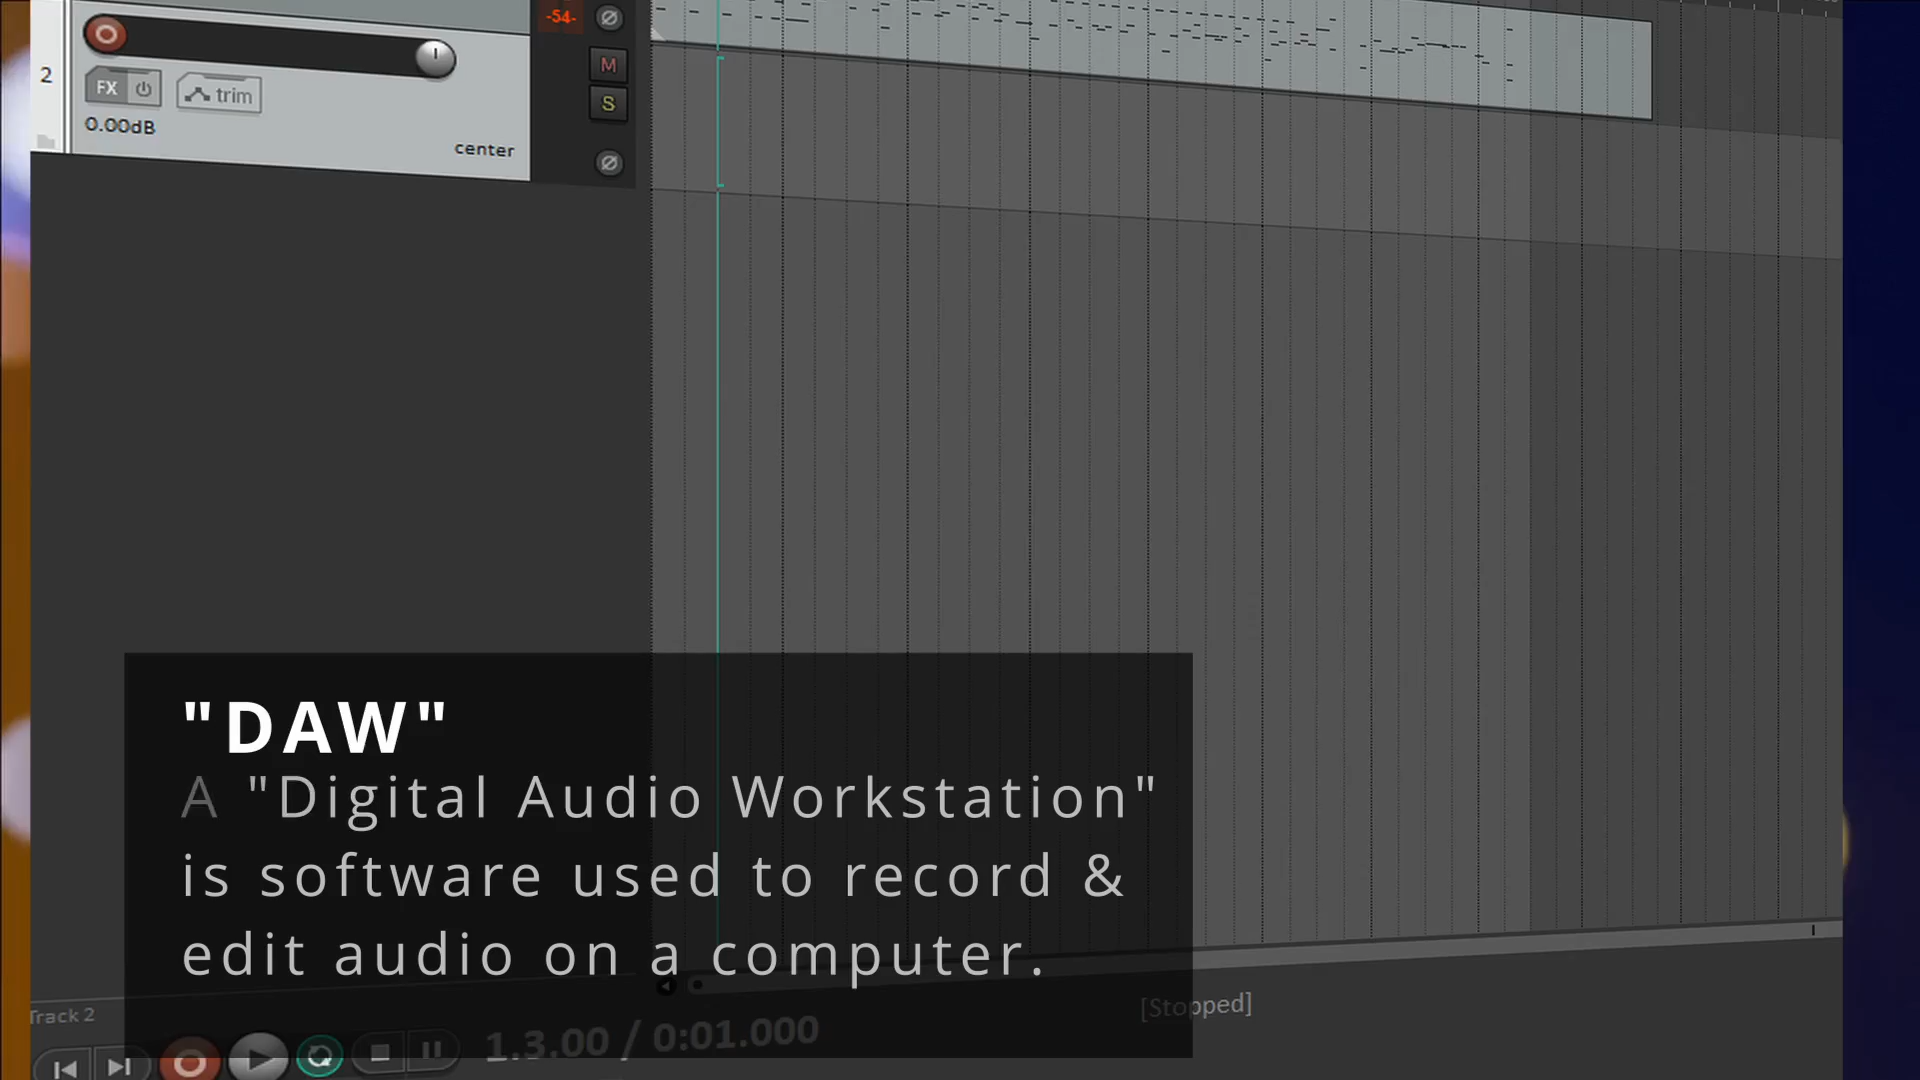 -54-
2
M
FX
trim
S
0.00dB
center
"DAW"
A "Digital Audio Workstation"
is software used to record &
edit audio on a computer.
Track 2
[Stopped]
1.3.00 / 0:01.000